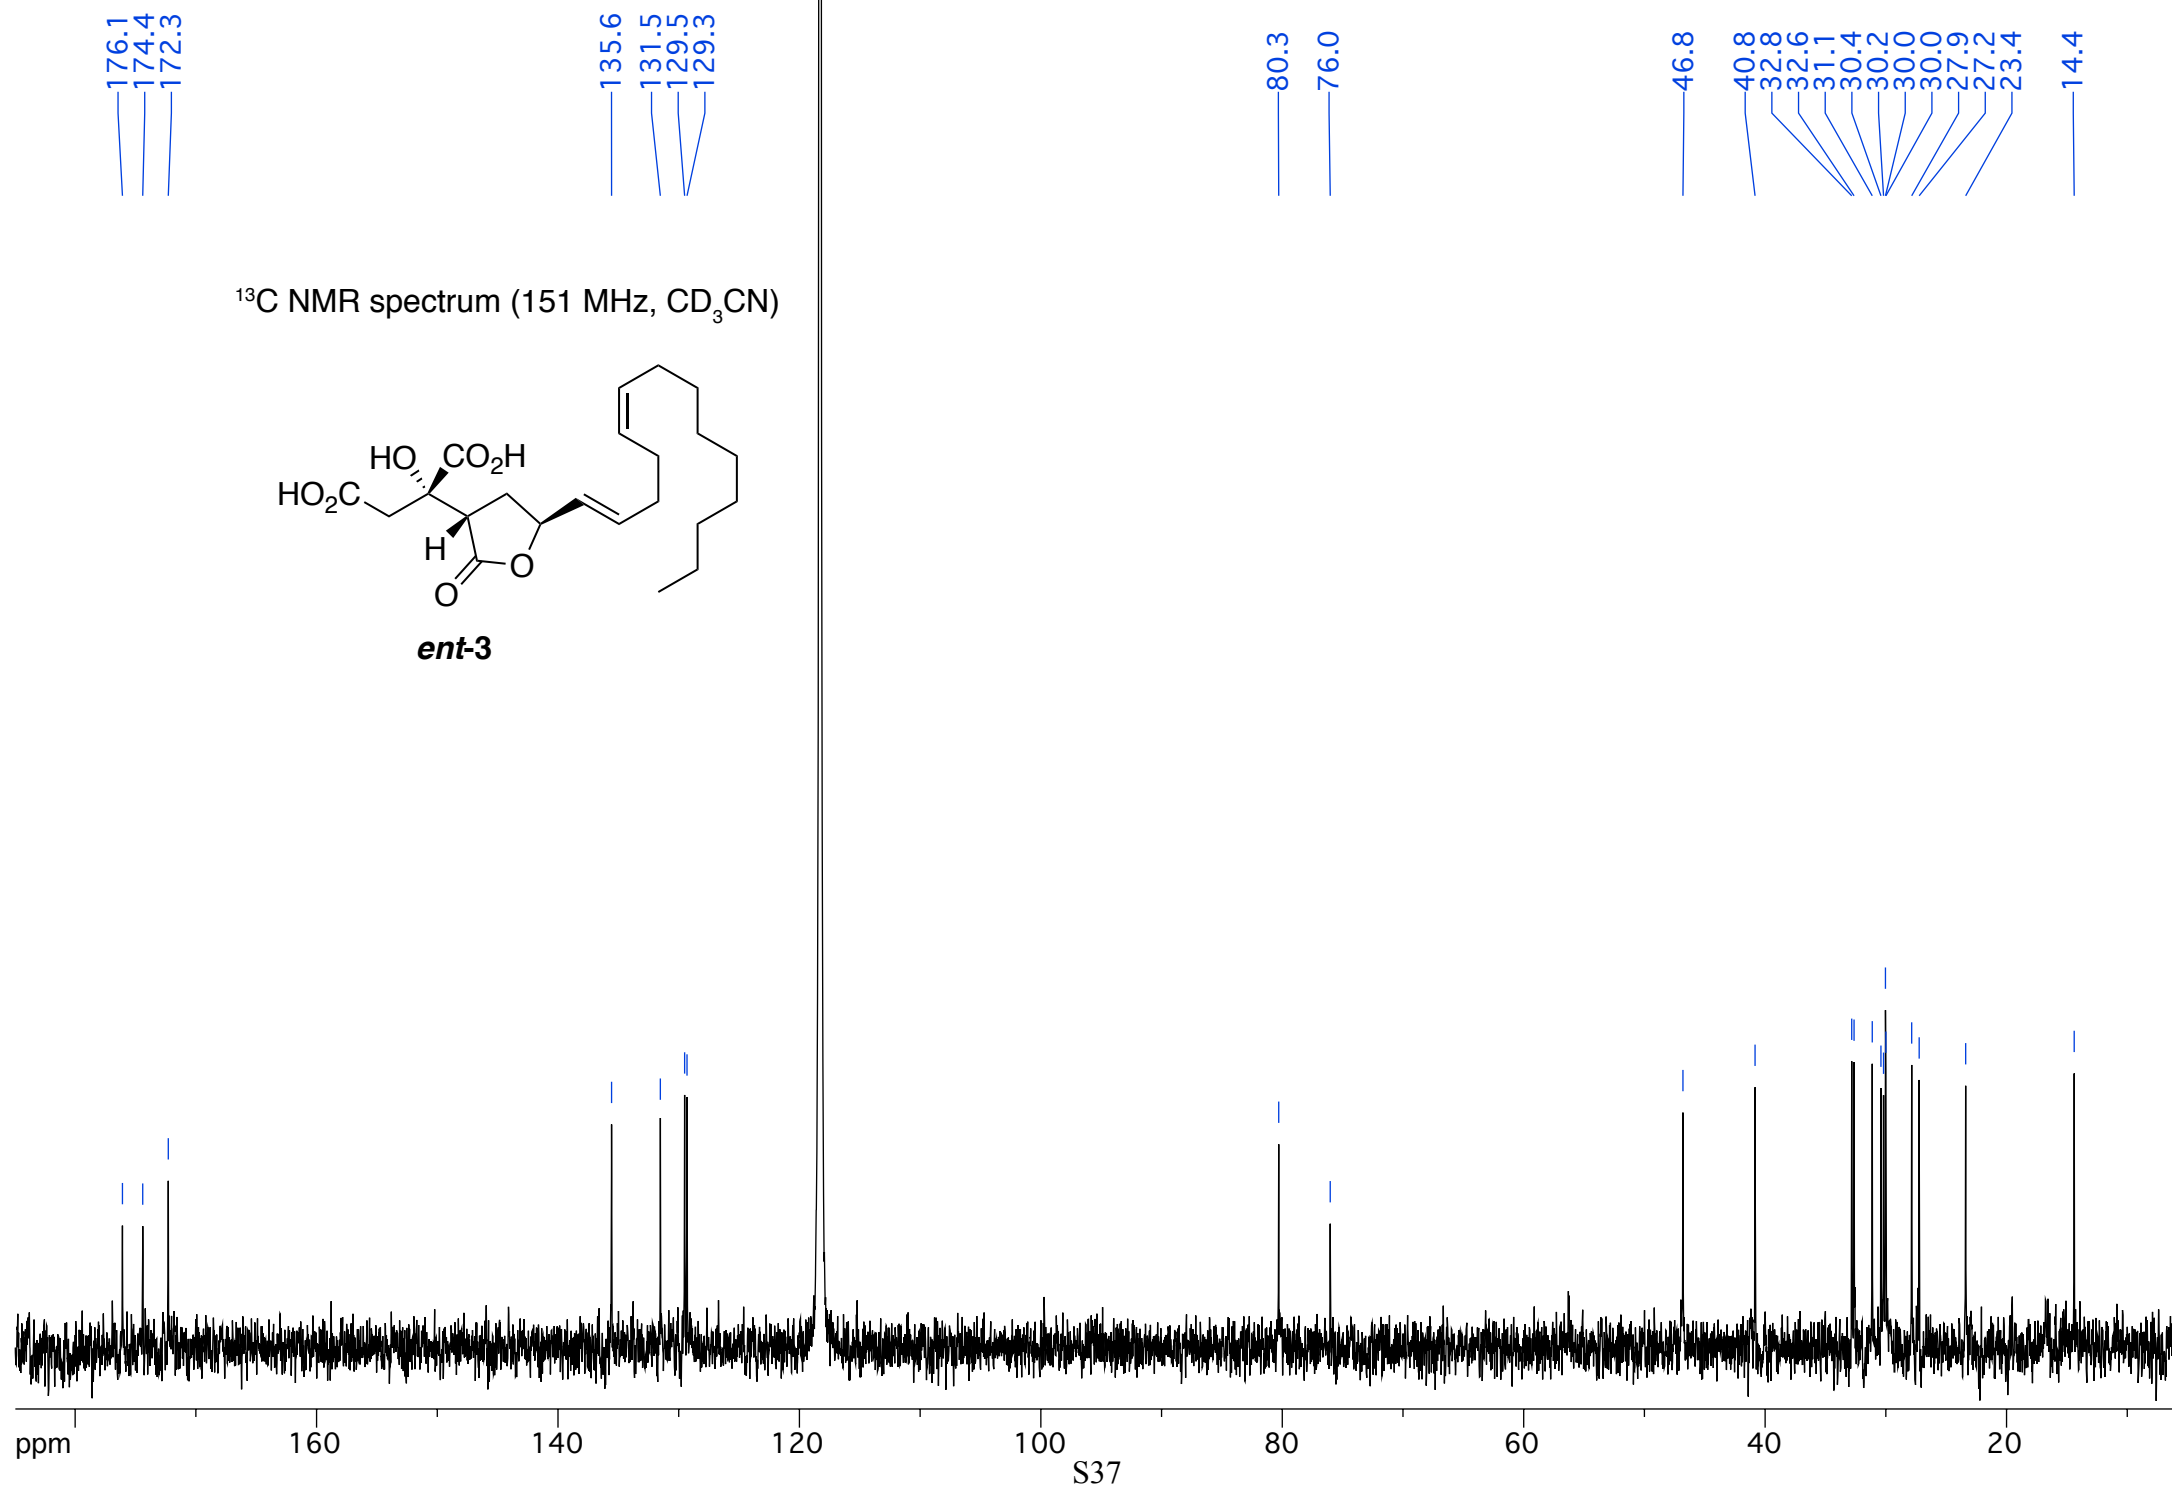 176.1
174.4
172.3
135.6
131.5
129.5
129.3
80.3
76.0
46.8
40.8
32.8
32.6
31.1
30.4
30.2
30.0
30.0
27.9
27.2
23.4
14.4
¹³C NMR spectrum (151 MHz, CD₃CN)
HO CO₂H
HO₂C
H
O
O
ent-3
ppm 160 140 120 100 80 60 40 20
S37